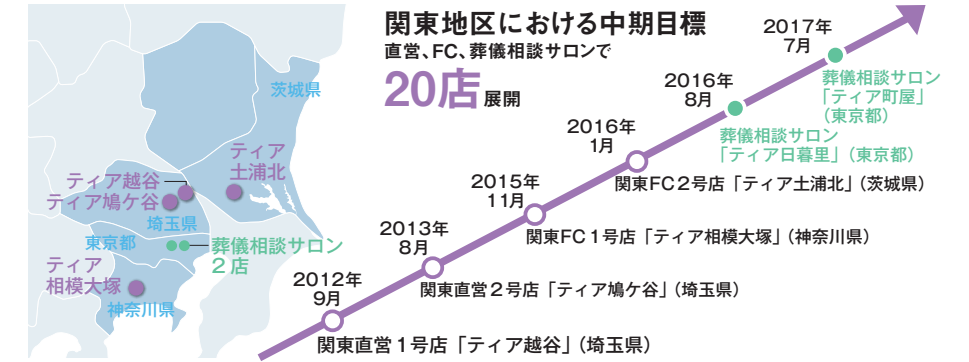 関東地区における中期目標
直営、FC、葬儀相談サロンで
20店展開
茨城県
ティア
土浦北
ティア越谷
ティア鳩ケ谷
埼玉県
東京都
葬儀相談サロン
2店
ティア
相模大塚
神奈川県
2012年
9月
関東直営1号店「ティア越谷」（埼玉県）
2013年
8月
関東直営2号店「ティア鳩ケ谷」（埼玉県）
2015年
11月
関東FC1号店「ティア相模大塚」（神奈川県）
2016年
1月
関東FC2号店「ティア土浦北」（茨城県）
2016年
8月
葬儀相談サロン
「ティア日暮里」（東京都）
2017年
7月
葬儀相談サロン
「ティア町屋」
（東京都）